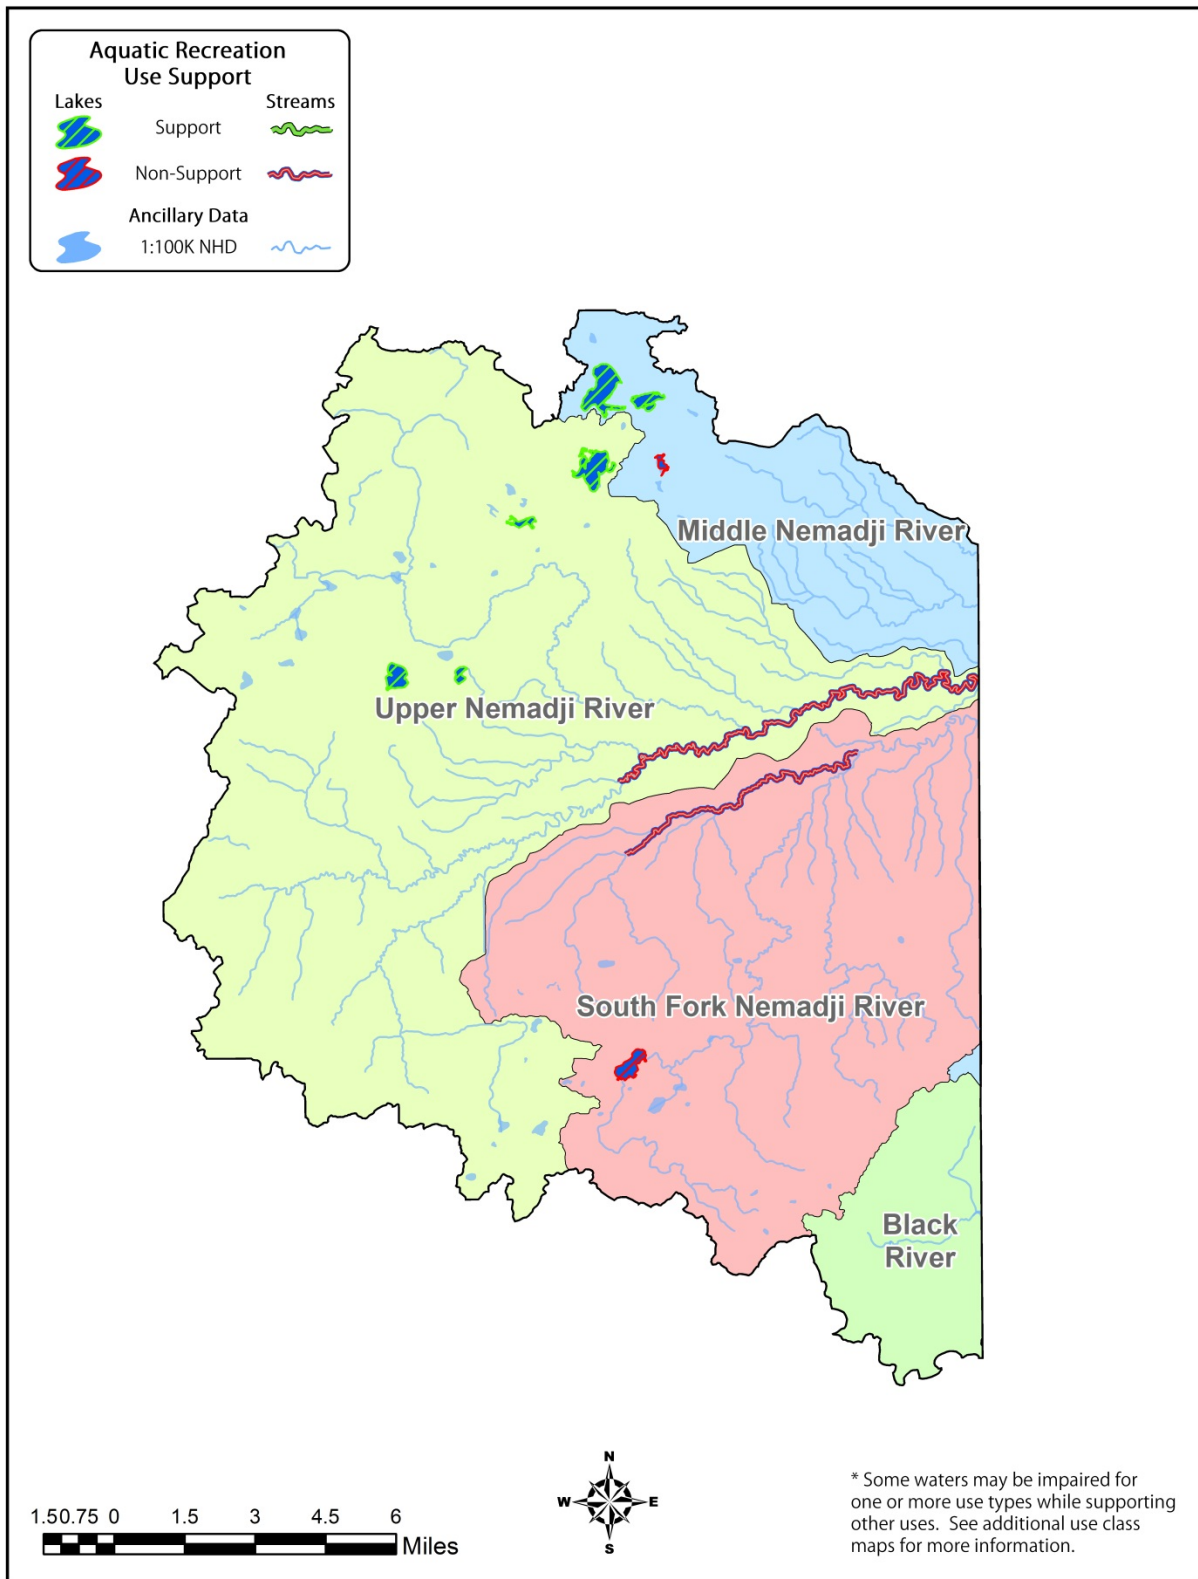 Aquatic Recreation
Use Support
Lakes Streams
Support
Non-Support
Ancillary Data
1:100K NHD
Middle Nemadji River
Upper Nemadji River
South Fork Nemadji River
Black
River
N
W E
S
1.5 0.75 0 1.5 3 4.5 6
Miles
* Some waters may be impaired for
one or more use types while supporting
other uses. See additional use class
maps for more information.